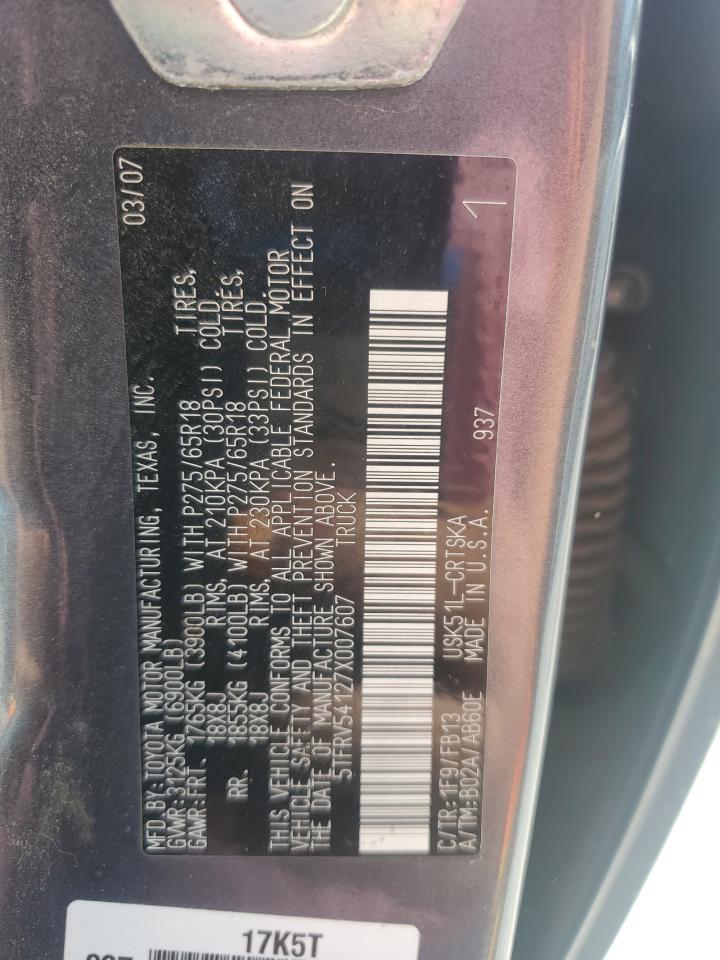 MFD BY:TOYOTA MOTOR MANUFACTURING, TEXAS, INC. 03/07
GVWR:3125KG (6900LB)
GAWR:FRT. 1765KG (3900LB) WITH P275/65R18 TIRES,
18X8J RIMS, AT 210KPA (30PSI) COLD.
RR. 1855KG (4100LB) WITH P275/65R18 TIRES,
18X8J RIMS, AT 230KPA (33PSI) COLD.
THIS VEHICLE CONFORMS TO ALL APPLICABLE FEDERAL MOTOR
VEHICLE SAFETY AND THEFT PREVENTION STANDARDS IN EFFECT ON
THE DATE OF MANUFACTURE SHOWN ABOVE.
5TFRV54127X007607 TRUCK
C/TR:1F9/FB13 USK51L-CRTSKA 937 1
A/TM:B02A/AB60E MADE IN U.S.A.
17K5T